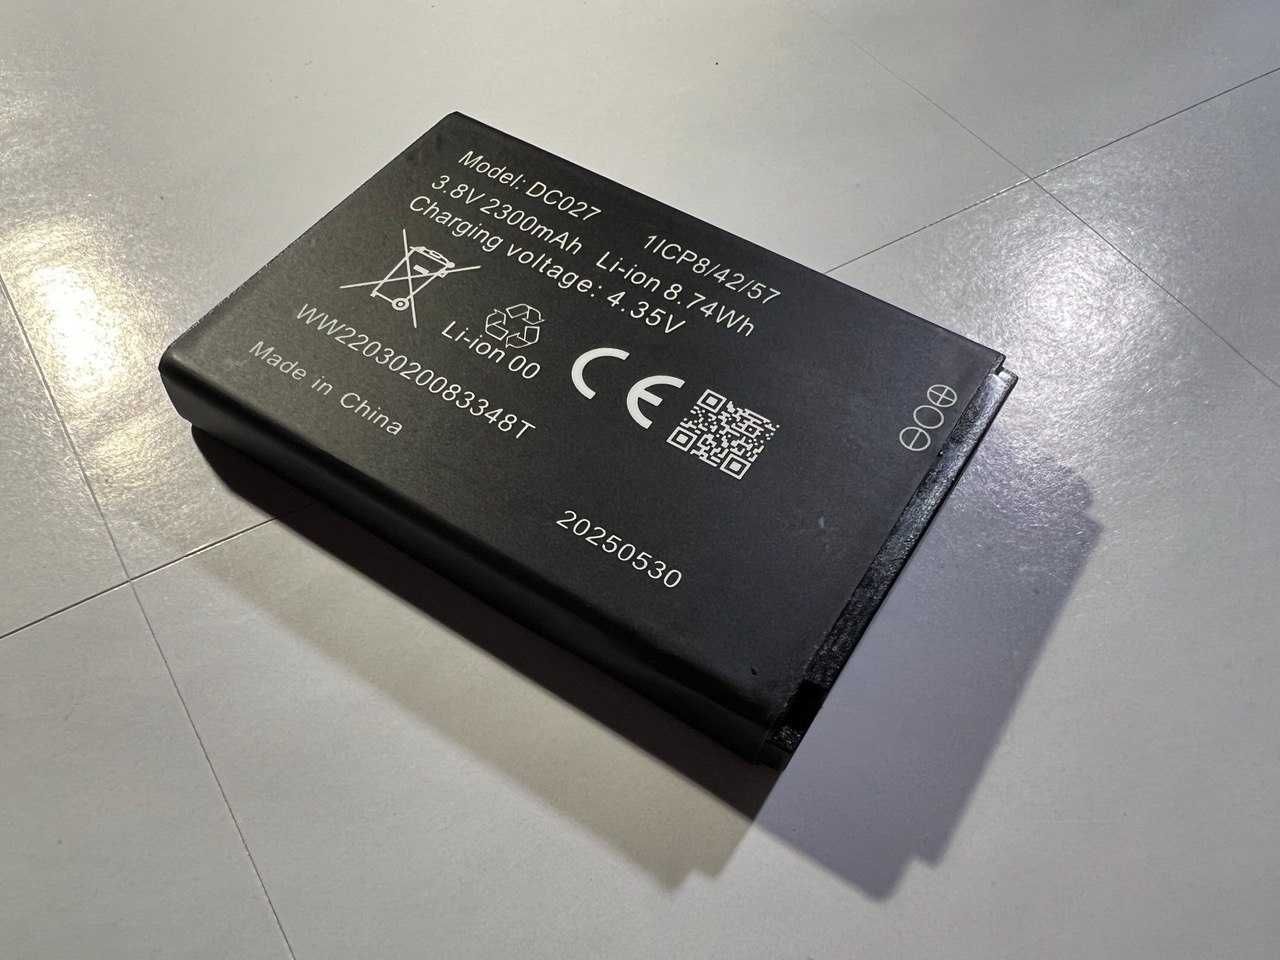 Model: DC027 1ICP8/42/57
3.8V 2300mAh Li-ion 8.74Wh
Charging voltage: 4.35V
Li-ion 00
CE
WW2203020083348T
Made in China
20250530